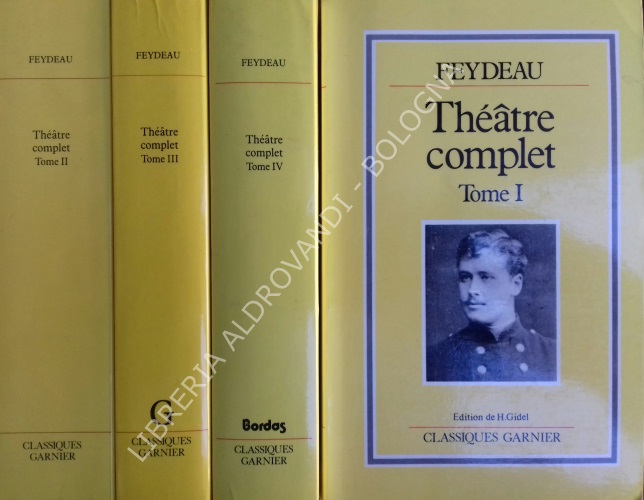 FEYDEAU
Théâtre
complet
Tome II
CLASSIQUES
GARNIER
FEYDEAU
Théâtre
complet
Tome III
G
CLASSIQUES
GARNIER
FEYDEAU
Théâtre
complet
Tome IV
Bordas
CLASSIQUES
GARNIER
FEYDEAU
Théâtre
complet
Tome I
Edition de H. Gidel
CLASSIQUES GARNIER
LIBRERIA ALDROVANDI - BOLOGNA